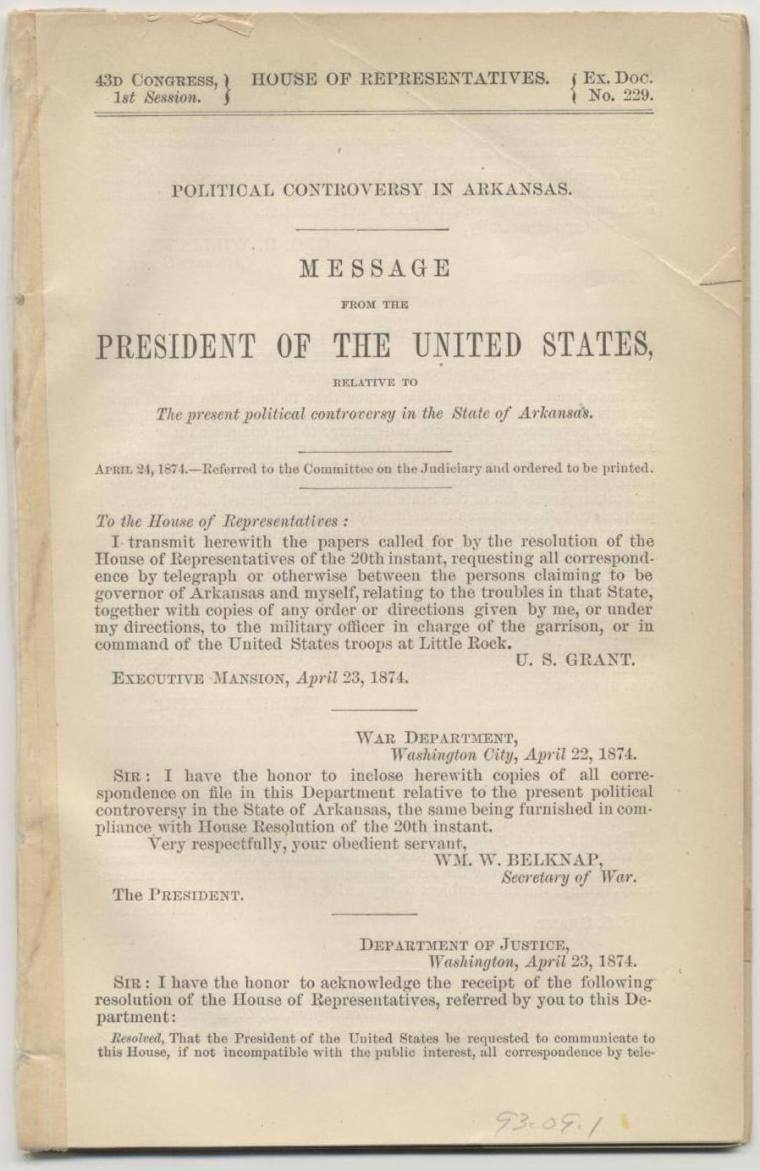 43D CONGRESS, } HOUSE OF REPRESENTATIVES. { Ex. Doc.
1st Session. } { No. 229.
POLITICAL CONTROVERSY IN ARKANSAS.
MESSAGE
FROM THE
PRESIDENT OF THE UNITED STATES,
RELATIVE TO
The present political controversy in the State of Arkansas.
APRIL 24, 1874.—Referred to the Committee on the Judiciary and ordered to be printed.
To the House of Representatives:
I transmit herewith the papers called for by the resolution of the
House of Representatives of the 20th instant, requesting all correspond-
ence by telegraph or otherwise between the persons claiming to be
governor of Arkansas and myself, relating to the troubles in that State,
together with copies of any order or directions given by me, or under
my directions, to the military officer in charge of the garrison, or in
command of the United States troops at Little Rock.
U. S. GRANT.
EXECUTIVE MANSION, April 23, 1874.
WAR DEPARTMENT,
Washington City, April 22, 1874.
SIR: I have the honor to inclose herewith copies of all corre-
spondence on file in this Department relative to the present political
controversy in the State of Arkansas, the same being furnished in com-
pliance with House Resolution of the 20th instant.
Very respectfully, your obedient servant,
WM. W. BELKNAP,
Secretary of War.
The PRESIDENT.
DEPARTMENT OF JUSTICE,
Washington, April 23, 1874.
SIR: I have the honor to acknowledge the receipt of the following
resolution of the House of Representatives, referred by you to this De-
partment:
Resolved, That the President of the United States be requested to communicate to
this House, if not incompatible with the public interest, all correspondence by tele-
93-09.1